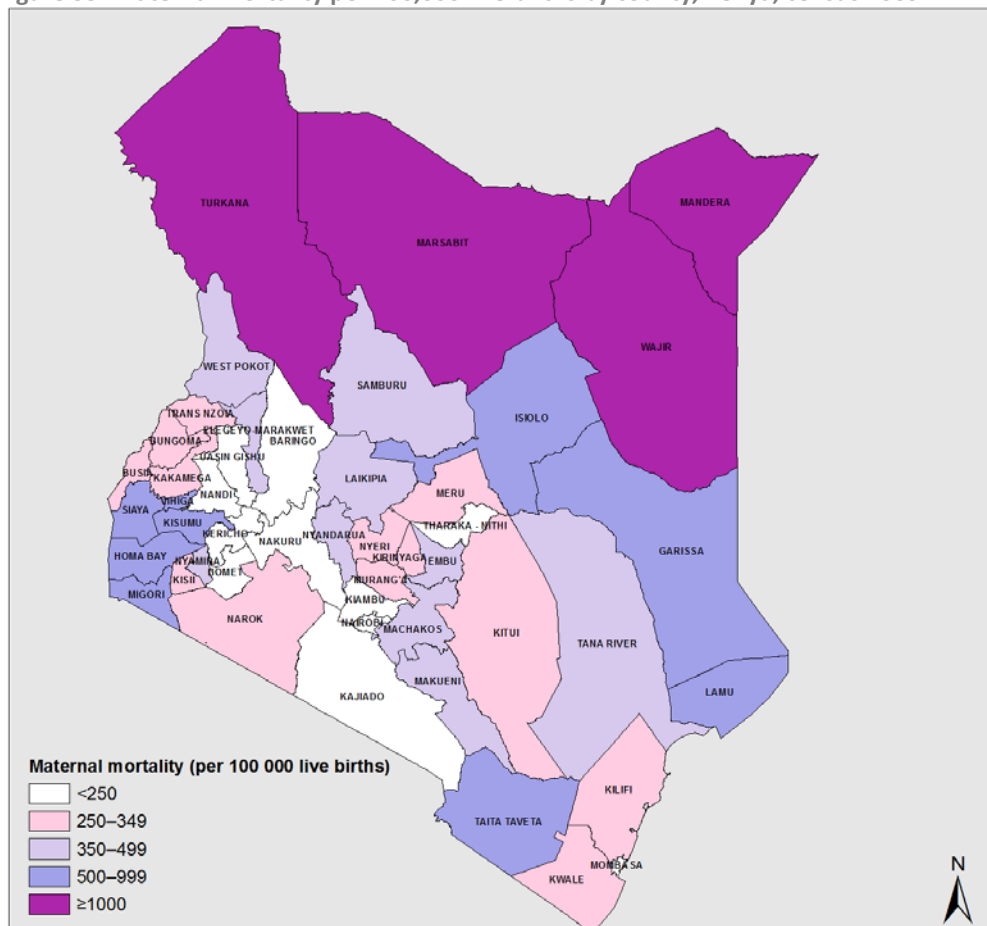 MANDERA
TURKANA
MARSABIT
WAJIR
WEST POKOT
SAMBURU
ISIOLO
TRANS NZOIA
ELEGEYO MARAKWET
BARINGO
BUNGOMA
UASIN GISHU
BUSIA
KAKAMEGA
LAIKIPIA
NANDI
MERU
SIAYA
VIHIGA
KISUMU
THARAKA - NITHI
KERICHO
NYANDARUA
NAKURU
NYERI
GARISSA
HOMA BAY
NYAMIRA
KIRINYAGA
EMBU
BOMET
KISII
MURANG'A
MIGORI
KIAMBU
NAROK
NAIROBI
MACHAKOS
KITUI
TANA RIVER
MAKUENI
KAJIADO
LAMU
Maternal mortality (per 100 000 live births)
<250
250–349
350–499
500–999
≥1000
KILIFI
TAITA TAVETA
MOMBASA
KWALE
N